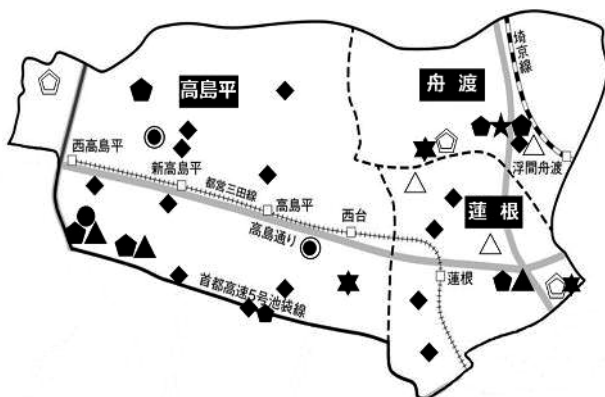 埼京線
舟渡
高島平
浮間舟渡
西高島平
新高島平
都営三田線
高島平
西台
蓮根
高島通り
蓮根
首都高速5号池袋線